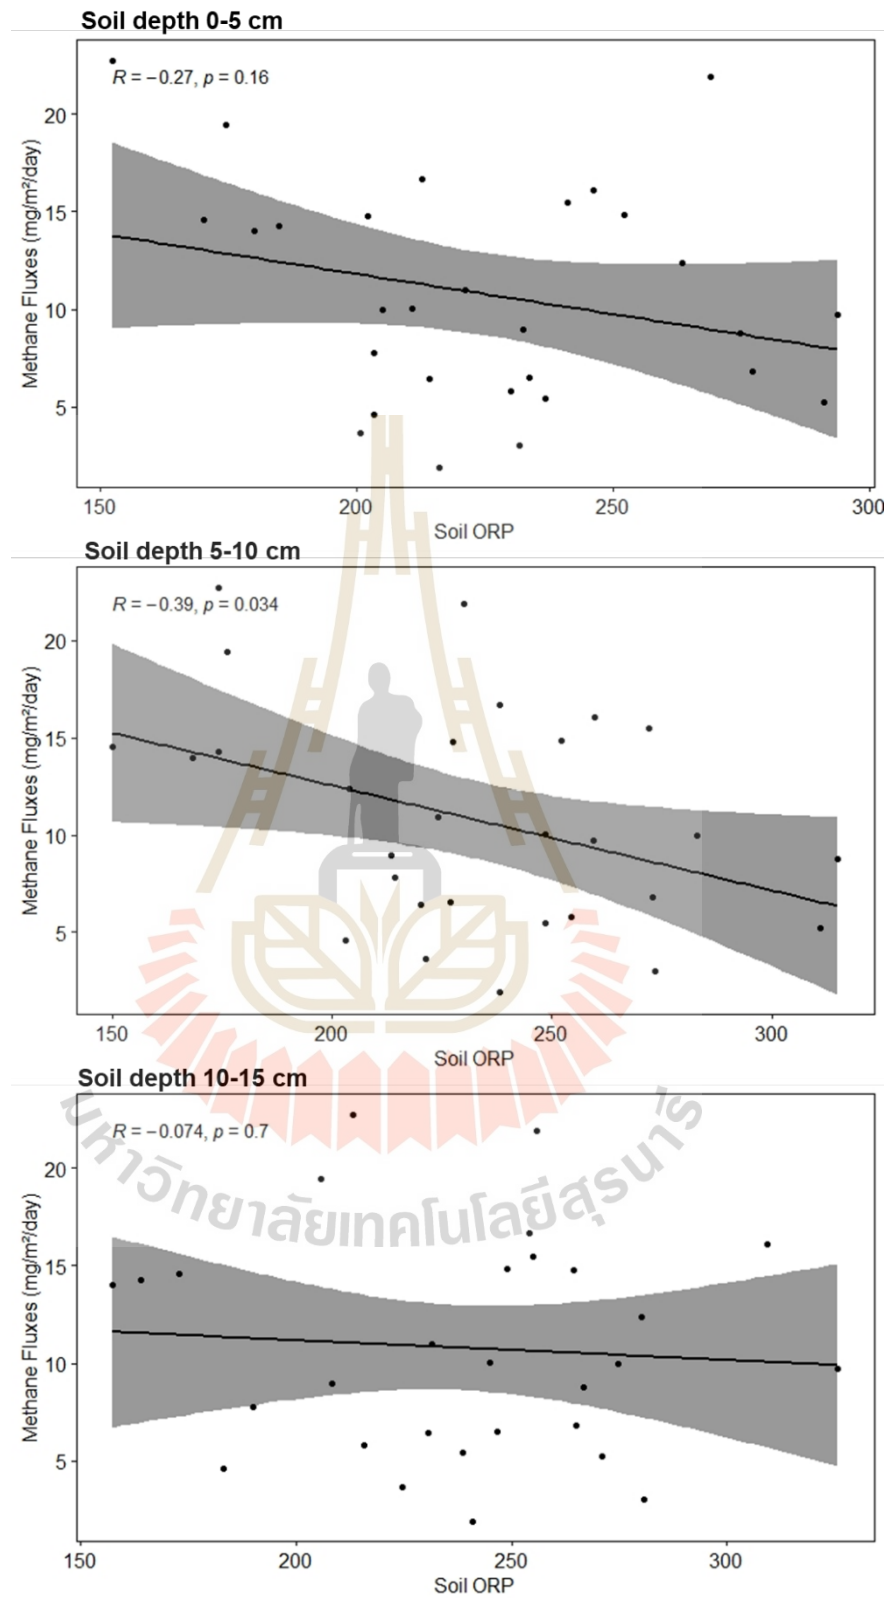 Soil depth 0-5 cm
R = −0.27, p = 0.16
Methane Fluxes (mg/m²/day)
20
15
10
5
150 200 250 300
Soil ORP
Soil depth 5-10 cm
R = −0.39, p = 0.034
Methane Fluxes (mg/m²/day)
20
15
10
5
150 200 250 300
Soil ORP
Soil depth 10-15 cm
R = −0.074, p = 0.7
มหาวิทยาลัยเทคโนโลยีสุรนารี
Methane Fluxes (mg/m²/day)
20
15
10
5
150 200 250 300
Soil ORP